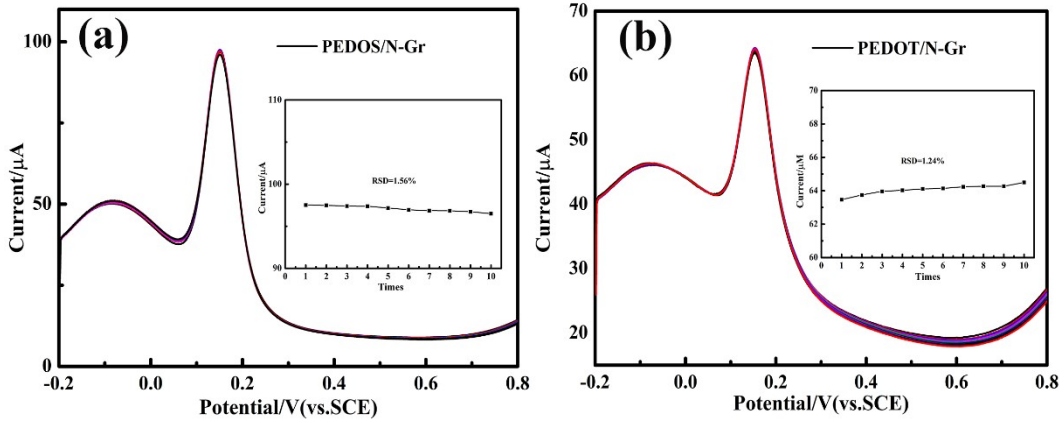 (a)
PEDOS/N-Gr
Current/μA
100
50
0
-0.2 0.0 0.2 0.4 0.6 0.8
Potential/V(vs.SCE)
Current/μA
110
100
90
RSD=1.56%
0 1 2 3 4 5 6 7 8 9 10
Times
(b)
PEDOT/N-Gr
Current/μA
70
60
50
40
30
20
-0.2 0.0 0.2 0.4 0.6 0.8
Potential/V(vs.SCE)
Current/μM
70
68
66
64
62
60
RSD=1.24%
0 1 2 3 4 5 6 7 8 9 10
Times